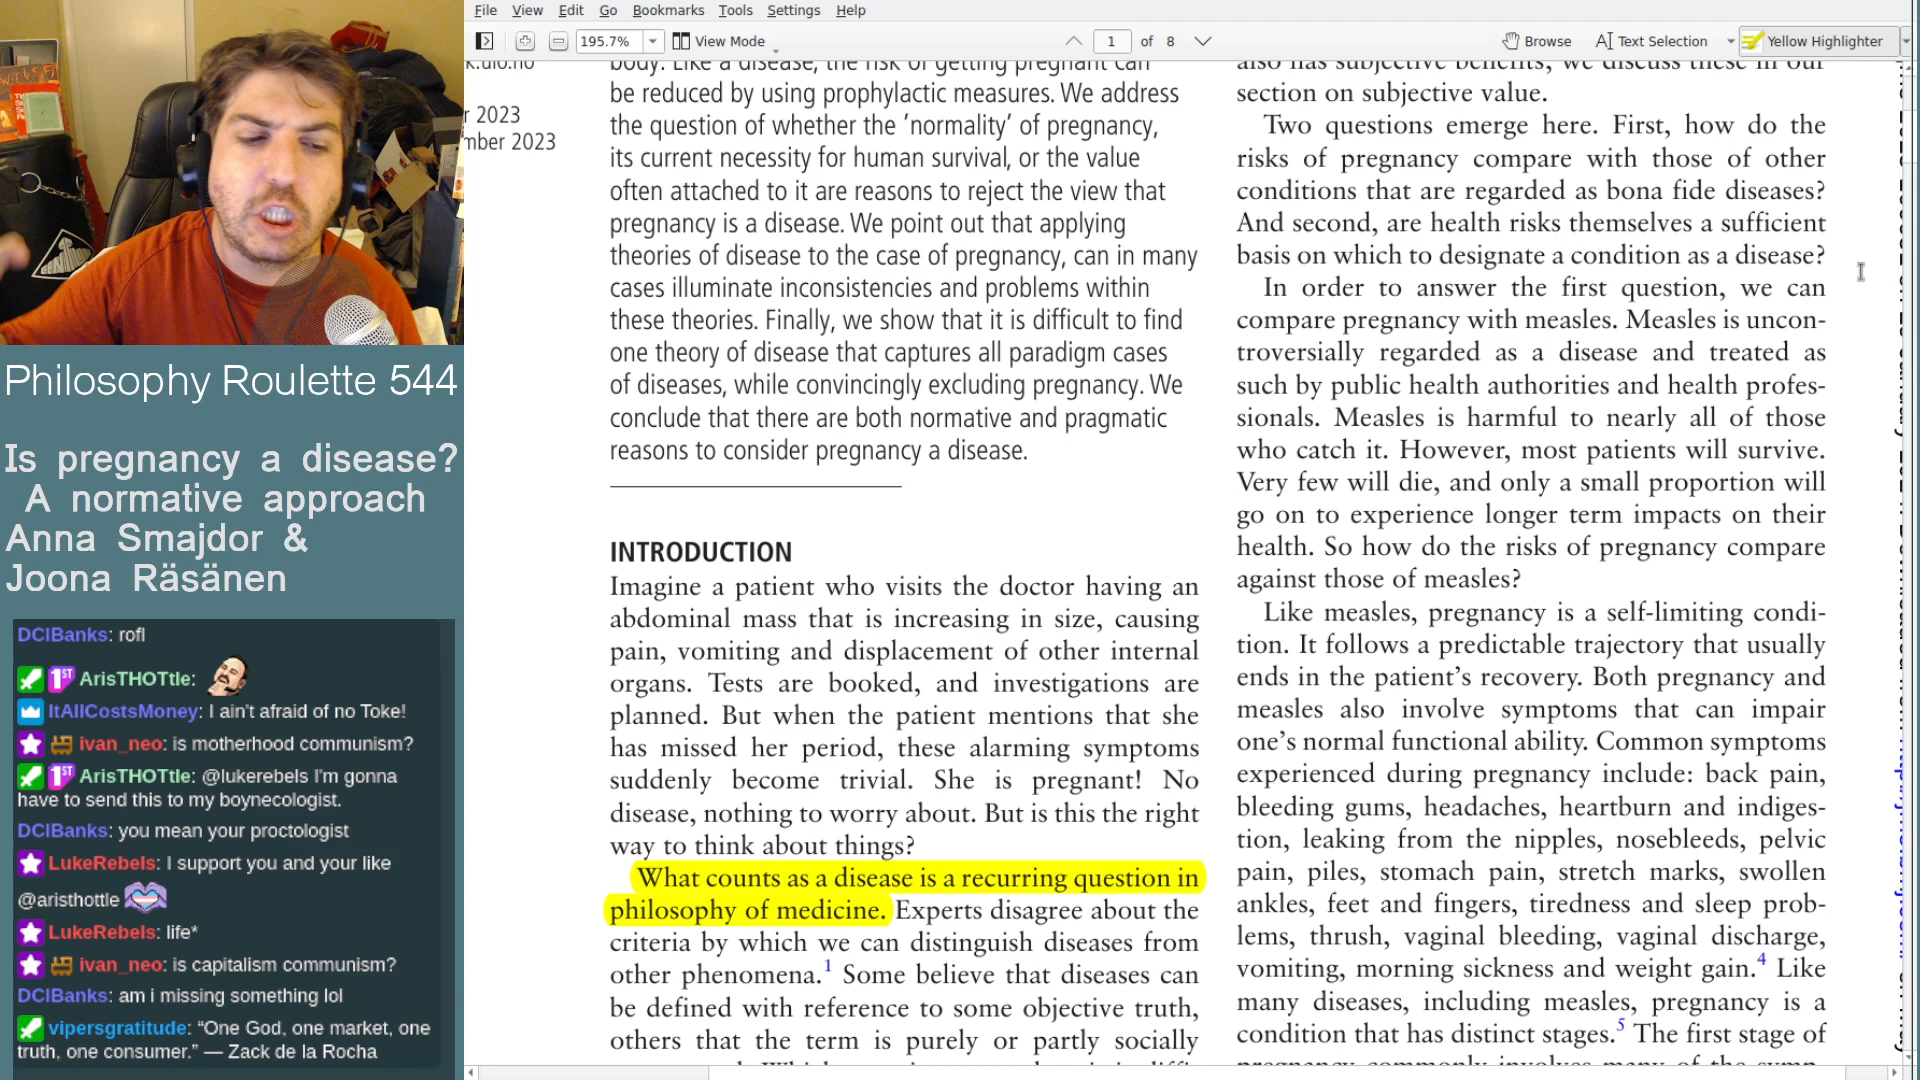 File View Edit Go Bookmarks Tools Settings Help
195.7% View Mode 1 of 8 Browse Text Selection Yellow Highlighter
k.uio.no
r 2023
mber 2023
body. Like a disease, the risk of getting pregnant can
be reduced by using prophylactic measures. We address
the question of whether the ‘normality’ of pregnancy,
its current necessity for human survival, or the value
often attached to it are reasons to reject the view that
pregnancy is a disease. We point out that applying
theories of disease to the case of pregnancy, can in many
cases illuminate inconsistencies and problems within
these theories. Finally, we show that it is difficult to find
one theory of disease that captures all paradigm cases
of diseases, while convincingly excluding pregnancy. We
conclude that there are both normative and pragmatic
reasons to consider pregnancy a disease.
INTRODUCTION
Imagine a patient who visits the doctor having an
abdominal mass that is increasing in size, causing
pain, vomiting and displacement of other internal
organs. Tests are booked, and investigations are
planned. But when the patient mentions that she
has missed her period, these alarming symptoms
suddenly become trivial. She is pregnant! No
disease, nothing to worry about. But is this the right
way to think about things?
What counts as a disease is a recurring question in
philosophy of medicine. Experts disagree about the
criteria by which we can distinguish diseases from
other phenomena.1 Some believe that diseases can
be defined with reference to some objective truth,
others that the term is purely or partly socially
also has subjective benefits, we discuss these in our
section on subjective value.
Two questions emerge here. First, how do the
risks of pregnancy compare with those of other
conditions that are regarded as bona fide diseases?
And second, are health risks themselves a sufficient
basis on which to designate a condition as a disease?
In order to answer the first question, we can
compare pregnancy with measles. Measles is uncon-
troversially regarded as a disease and treated as
such by public health authorities and health profes-
sionals. Measles is harmful to nearly all of those
who catch it. However, most patients will survive.
Very few will die, and only a small proportion will
go on to experience longer term impacts on their
health. So how do the risks of pregnancy compare
against those of measles?
Like measles, pregnancy is a self-limiting condi-
tion. It follows a predictable trajectory that usually
ends in the patient’s recovery. Both pregnancy and
measles also involve symptoms that can impair
one’s normal functional ability. Common symptoms
experienced during pregnancy include: back pain,
bleeding gums, headaches, heartburn and indiges-
tion, leaking from the nipples, nosebleeds, pelvic
pain, piles, stomach pain, stretch marks, swollen
ankles, feet and fingers, tiredness and sleep prob-
lems, thrush, vaginal bleeding, vaginal discharge,
vomiting, morning sickness and weight gain.4 Like
many diseases, including measles, pregnancy is a
condition that has distinct stages.5 The first stage of
Philosophy Roulette 544
Is pregnancy a disease?
A normative approach
Anna Smajdor &
Joona Räsänen
DCIBanks: rofl
1ST ArisTHOTtle:
ItAllCostsMoney: I ain't afraid of no Toke!
ivan_neo: is motherhood communism?
1ST ArisTHOTtle: @lukerebels I'm gonna
have to send this to my boynecologist.
DCIBanks: you mean your proctologist
LukeRebels: I support you and your like
@aristhottle
LukeRebels: life*
ivan_neo: is capitalism communism?
DCIBanks: am i missing something lol
vipersgratitude: “One God, one market, one
truth, one consumer.” — Zack de la Rocha